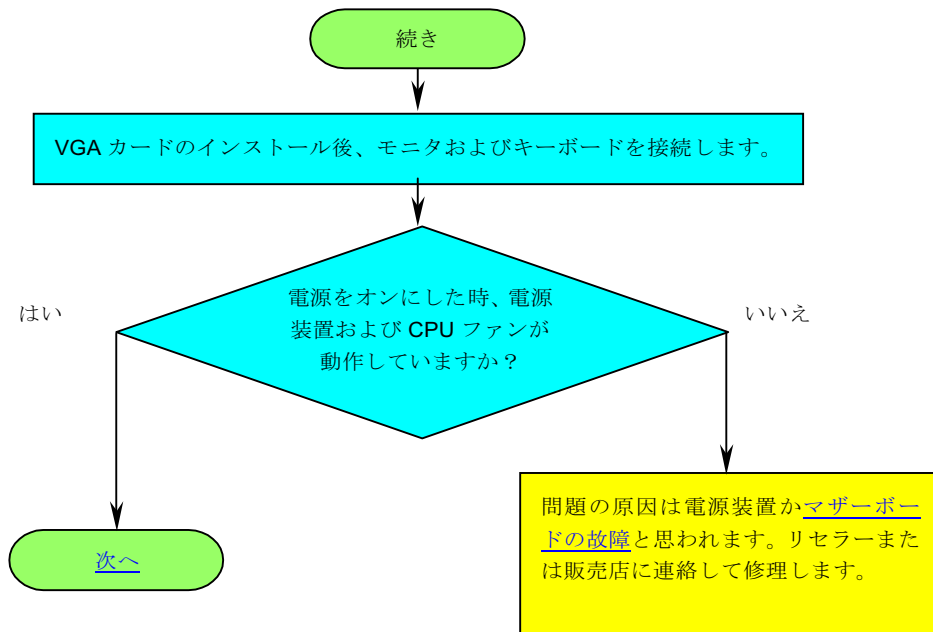 続き
VGA カードのインストール後、モニタおよびキーボードを接続します。
はい
電源をオンにした時、電源
装置および CPU ファンが
動作していますか？
いいえ
次へ
問題の原因は電源装置かマザーボー
ドの故障と思われます。リセラーまた
は販売店に連絡して修理します。